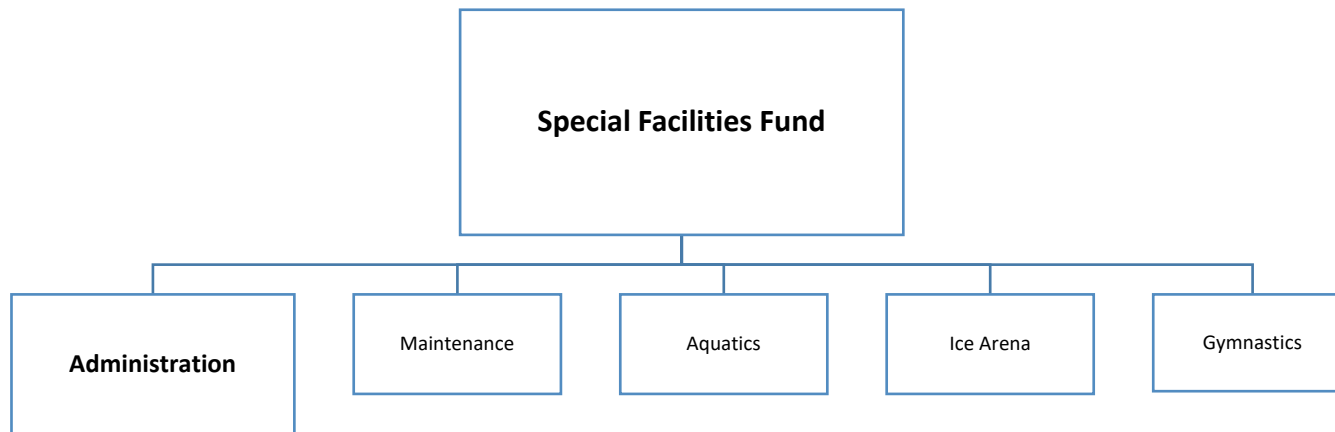 Special Facilities Fund
Administration
Maintenance
Aquatics
Ice Arena
Gymnastics